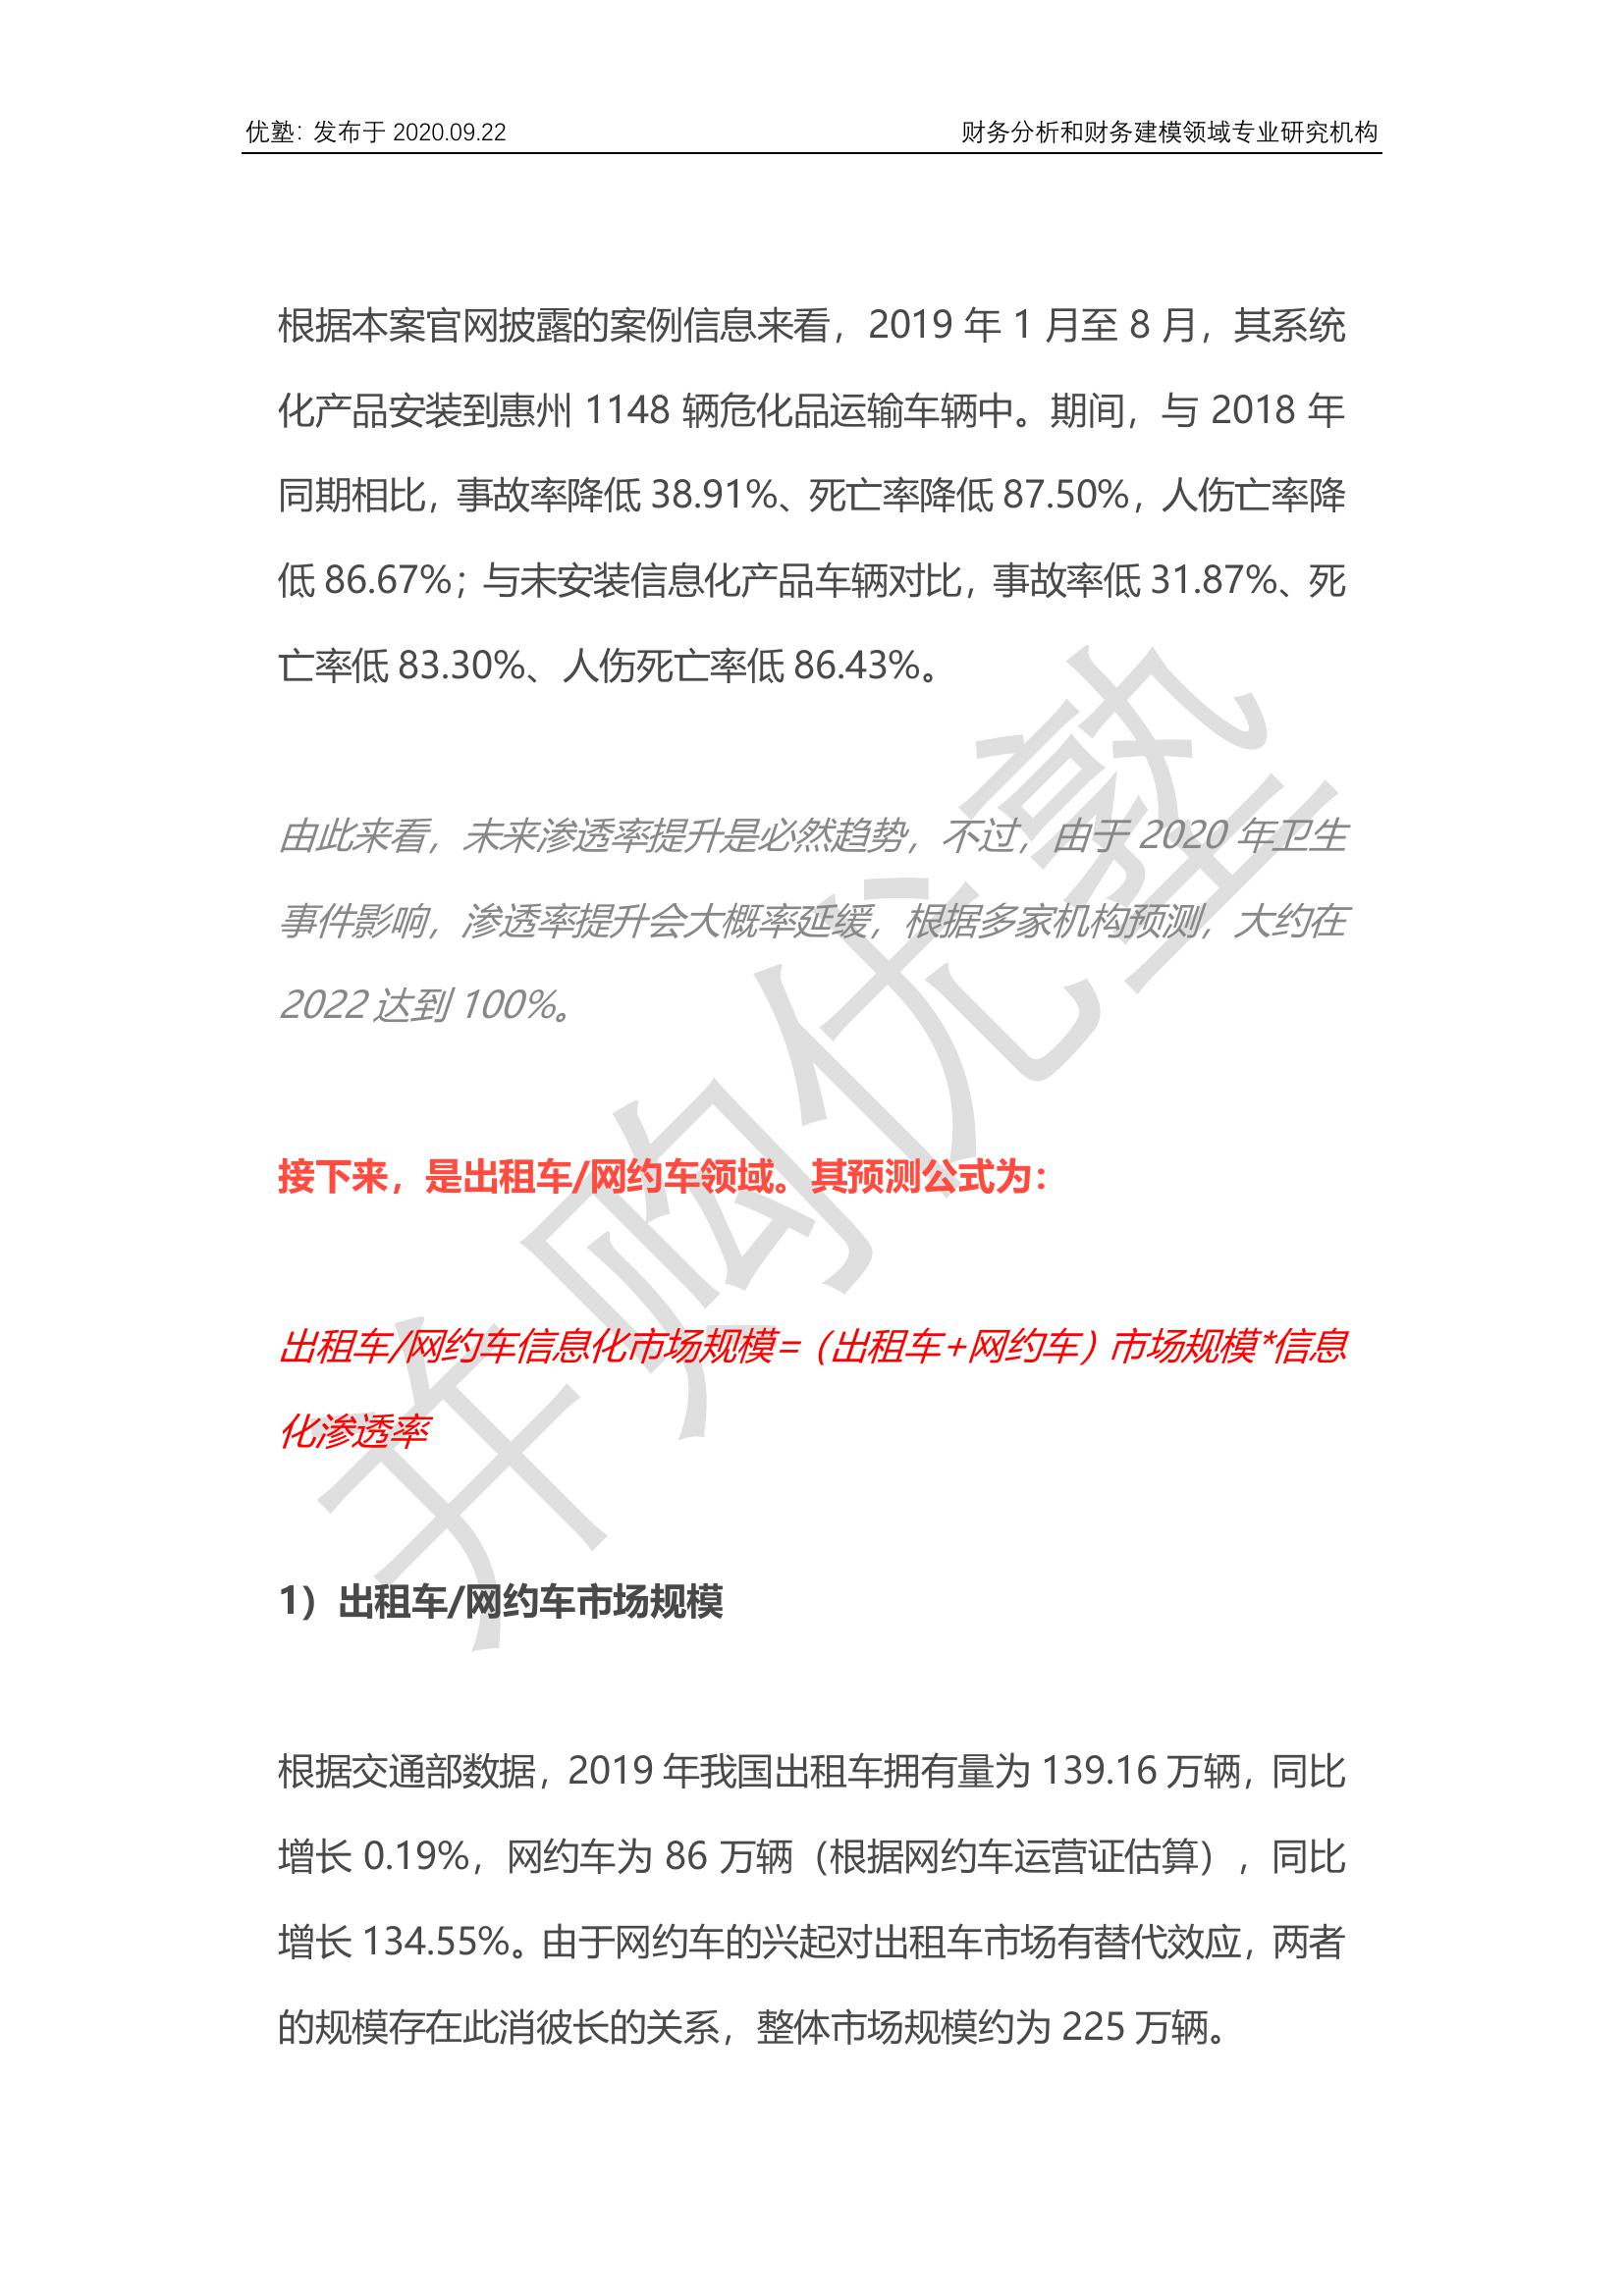 优塾：发布于 2020.09.22
财务分析和财务建模领域专业研究机构
根据本案官网披露的案例信息来看，2019 年 1 月至 8 月，其系统
化产品安装到惠州 1148 辆危化品运输车辆中。期间，与 2018 年
同期相比，事故率降低 38.91%、死亡率降低 87.50%，人伤亡率降
低 86.67%；与未安装信息化产品车辆对比，事故率低 31.87%、死
亡率低 83.30%、人伤死亡率低 86.43%。
由此来看，未来渗透率提升是必然趋势，不过，由于 2020 年卫生
事件影响，渗透率提升会大概率延缓，根据多家机构预测，大约在
2022 达到 100%。
接下来，是出租车/网约车领域。其预测公式为：
出租车/网约车信息化市场规模=（出租车+网约车）市场规模*信息
化渗透率
1）出租车/网约车市场规模
根据交通部数据，2019 年我国出租车拥有量为 139.16 万辆，同比
增长 0.19%，网约车为 86 万辆（根据网约车运营证估算），同比
增长 134.55%。由于网约车的兴起对出租车市场有替代效应，两者
的规模存在此消彼长的关系，整体市场规模约为 225 万辆。
并购优塾